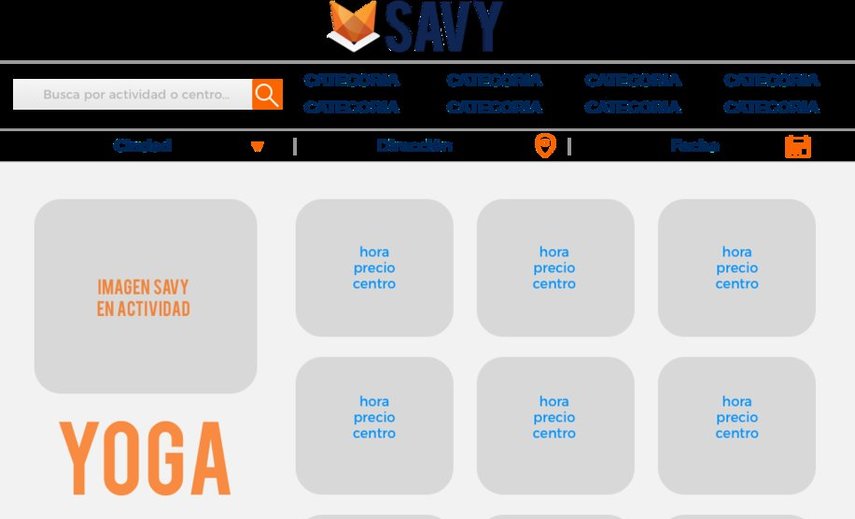 SAVY
Busca por actividad o centro...
CATEGORIA CATEGORIA CATEGORIA CATEGORIA
CATEGORIA CATEGORIA CATEGORIA CATEGORIA
Ciudad Dirección Fecha
IMAGEN SAVY
EN ACTIVIDAD
YOGA
hora
precio
centro
hora
precio
centro
hora
precio
centro
hora
precio
centro
hora
precio
centro
hora
precio
centro